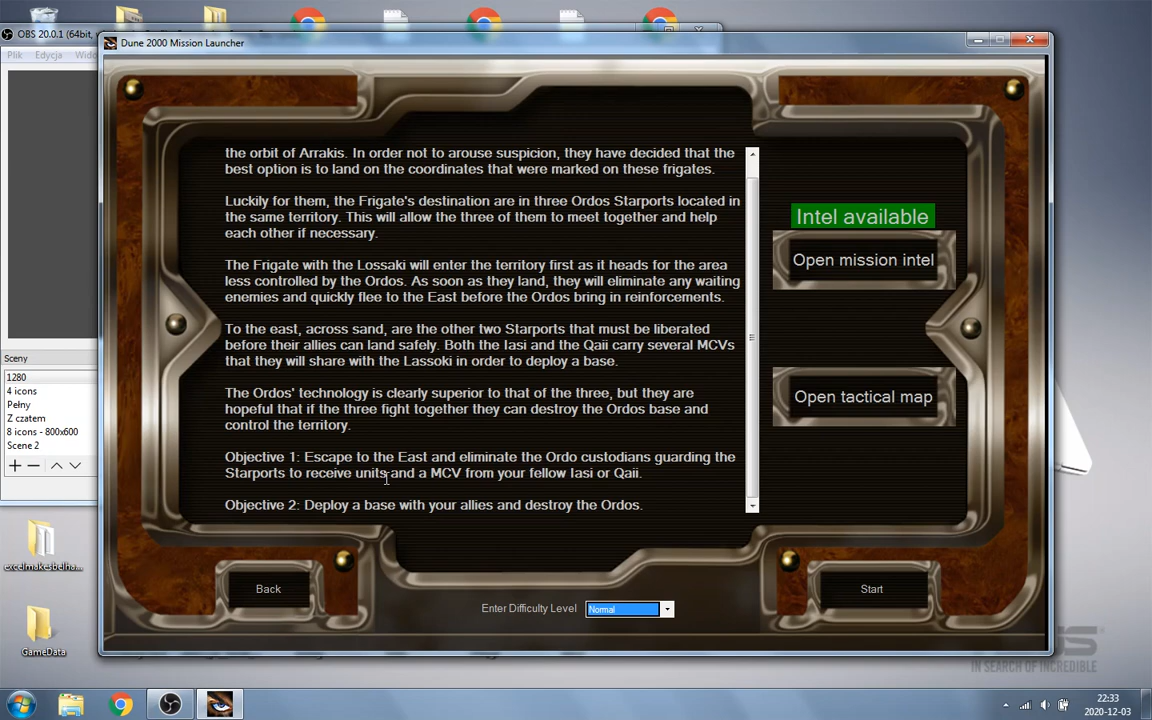 OBS 20.0.1 (64bit, w
Plik Edycja Wido
Dune 2000 Mission Launcher
the orbit of Arrakis. In order not to arouse suspicion, they have decided that the
best option is to land on the coordinates that were marked on these frigates.
Luckily for them, the Frigate's destination are in three Ordos Starports located in
the same territory. This will allow the three of them to meet together and help
each other if necessary.
The Frigate with the Lossaki will enter the territory first as it heads for the area
less controlled by the Ordos. As soon as they land, they will eliminate any waiting
enemies and quickly flee to the East before the Ordos bring in reinforcements.
To the east, across sand, are the other two Starports that must be liberated
before their allies can land safely. Both the Iasi and the Qaii carry several MCVs
that they will share with the Lassoki in order to deploy a base.
The Ordos' technology is clearly superior to that of the three, but they are
hopeful that if the three fight together they can destroy the Ordos base and
control the territory.
Objective 1: Escape to the East and eliminate the Ordo custodians guarding the
Starports to receive units and a MCV from your fellow Iasi or Qaii.
Objective 2: Deploy a base with your allies and destroy the Ordos.
Intel available
Open mission intel
Open tactical map
Back
Enter Difficulty Level
Normal
Start
Sceny
1280
4 icons
Pełny
Z czatem
8 icons - 800x600
Scene 2
excelmakesbelha...
GameData
IN SEARCH OF INCREDIBLE
22:33
2020-12-03